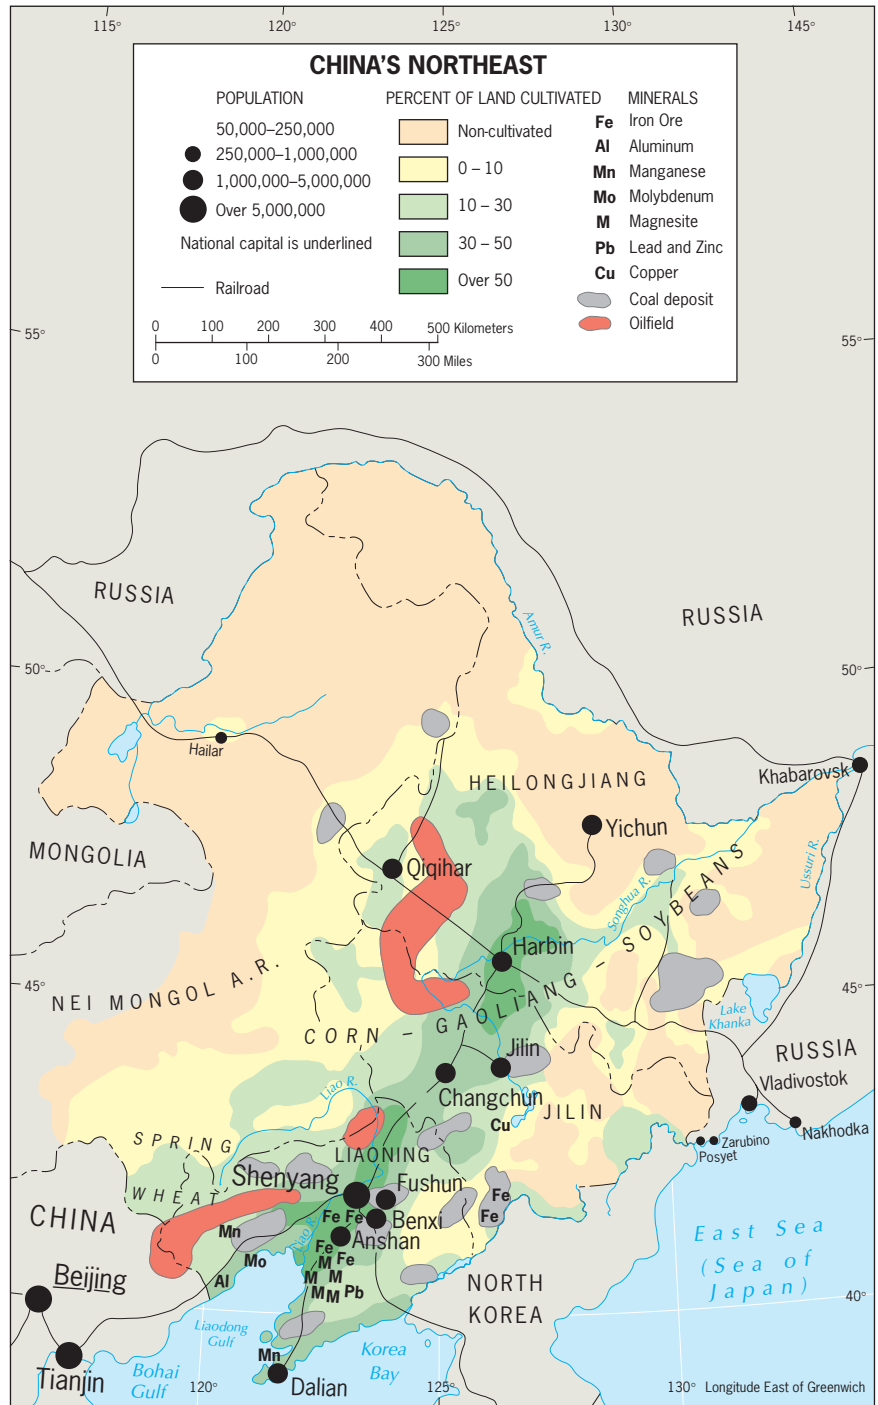 115°
120°
125°
130°
145°
CHINA'S NORTHEAST
POPULATION
50,000–250,000
250,000–1,000,000
1,000,000–5,000,000
Over 5,000,000
National capital is underlined
Railroad
PERCENT OF LAND CULTIVATED
Non-cultivated
0 – 10
10 – 30
30 – 50
Over 50
MINERALS
Fe Iron Ore
Al Aluminum
Mn Manganese
Mo Molybdenum
M Magnesite
Pb Lead and Zinc
Cu Copper
Coal deposit
Oilfield
0 100 200 300 400 500 Kilometers
0 100 200 300 Miles
55°
55°
RUSSIA
RUSSIA
Amur R.
50°
50°
Hailar
HEILONGJIANG
Khabarovsk
Yichun
MONGOLIA
Qiqihar
Ussuri R.
Songhua R.
Harbin
NEI MONGOL A.R.
CORN – GAOLIANG – SOYBEANS
45°
45°
Lake
Khanka
Jilin
RUSSIA
Changchun
Vladivostok
Liao R.
JILIN
Cu
Nakhodka
Zarubino
Posyet
SPRING
WHEAT
LIAONING
Shenyang
Fushun
Fe
Fe
CHINA
Fe Fe
Benxi
Mn
Liao R.
Anshan
Fe
Fe
M
Mo
M M
Al
M M Pb
East Sea
(Sea of
Japan)
Beijing
NORTH
KOREA
40°
Liaodong
Gulf
Korea
Bay
Mn
Tianjin
Bohai
Gulf
Dalian
120°
125°
130°
Longitude East of Greenwich